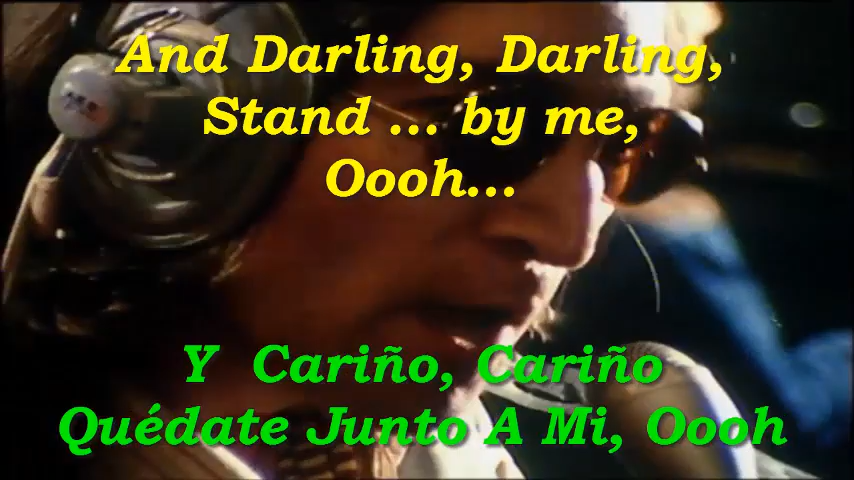 And Darling, Darling,
Stand ... by me,
Oooh...
Y Cariño, Cariño
Quédate Junto A Mi, Oooh